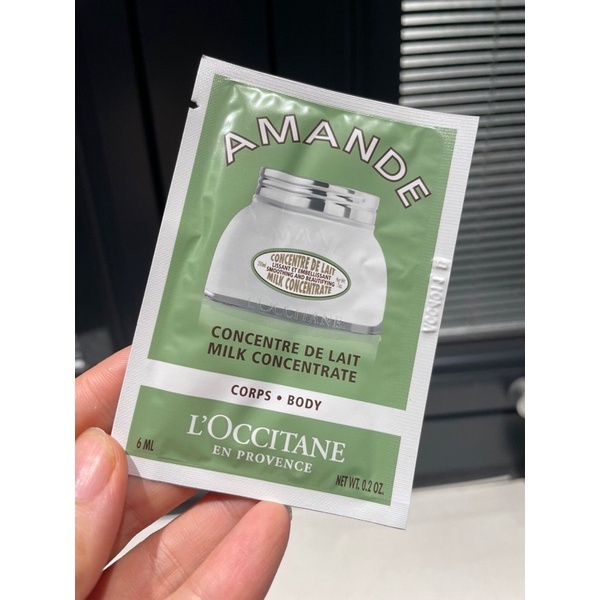 AMANDE
CONCENTRE DE LAIT
LISSANT ET EMBELLISSANT
SMOOTHING AND BEAUTIFYING
MILK CONCENTRATE
L'OCCITANE
CONCENTRE DE LAIT
MILK CONCENTRATE
CORPS • BODY
L'OCCITANE
EN PROVENCE
6 ML
NET WT. 0.2 OZ.